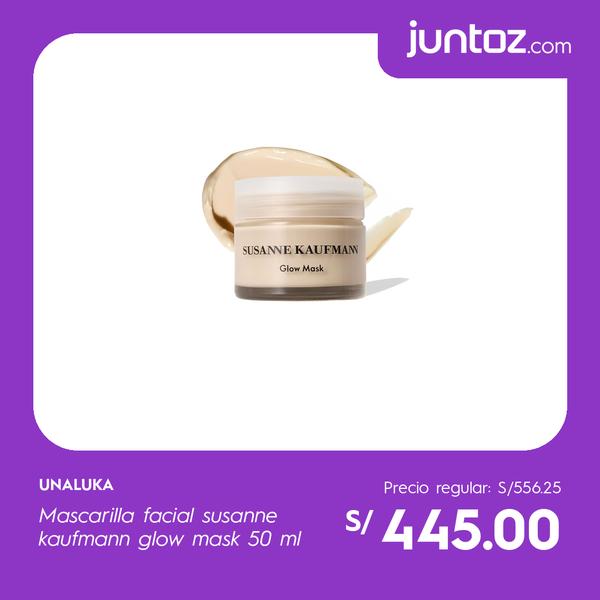 juntoz.com
SUSANNE KAUFMANN
Glow Mask
UNALUKA
Mascarilla facial susanne
kaufmann glow mask 50 ml
Precio regular: S/556.25
S/ 445.00